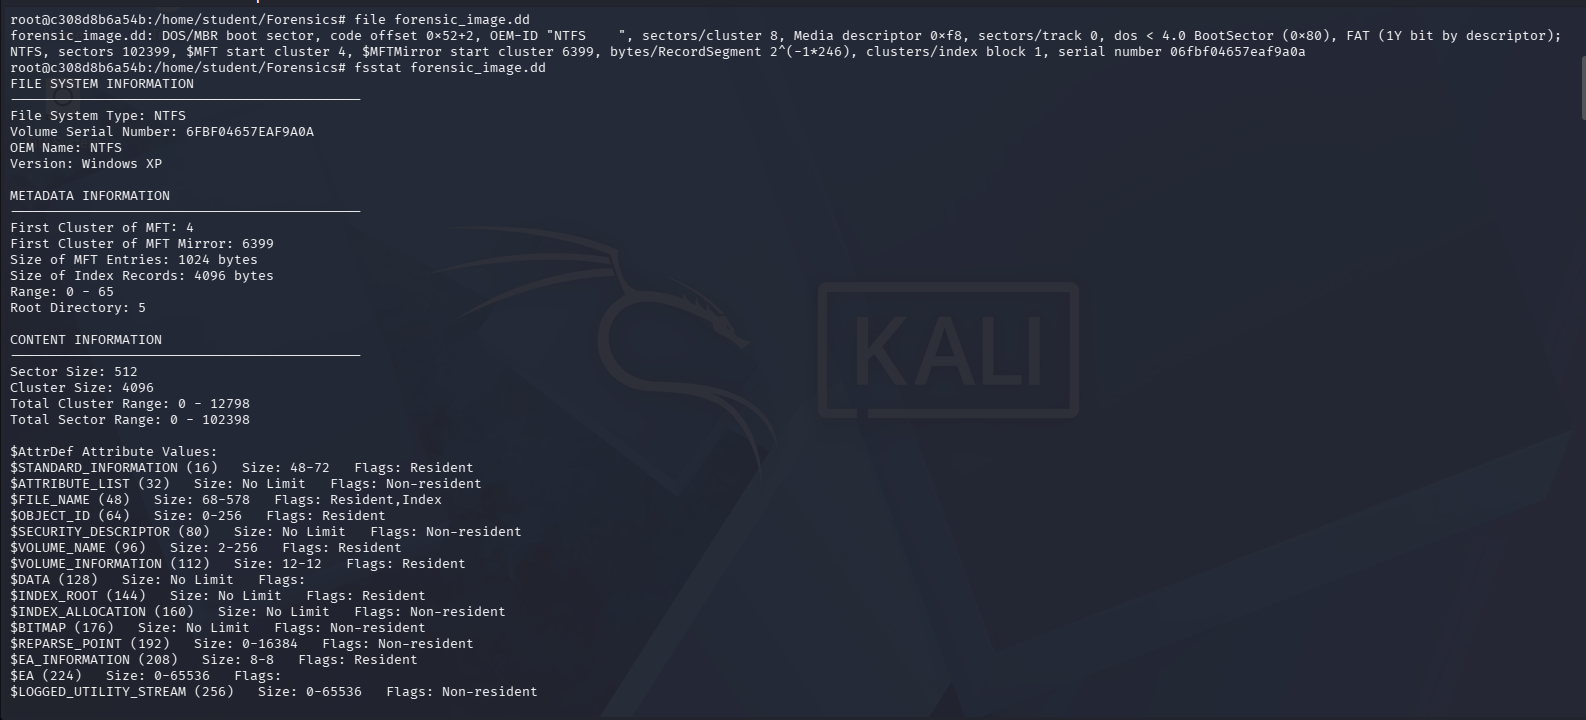 root@c308d8b6a54b:/home/student/Forensics# file forensic_image.dd
forensic_image.dd: DOS/MBR boot sector, code offset 0×52+2, OEM-ID "NTFS    ", sectors/cluster 8, Media descriptor 0×f8, sectors/track 0, dos < 4.0 BootSector (0×80), FAT (1Y bit by descriptor);
NTFS, sectors 102399, $MFT start cluster 4, $MFTMirror start cluster 6399, bytes/RecordSegment 2^(-1*246), clusters/index block 1, serial number 06fbf04657eaf9a0a
root@c308d8b6a54b:/home/student/Forensics# fsstat forensic_image.dd
FILE SYSTEM INFORMATION
--------------------------------------------
File System Type: NTFS
Volume Serial Number: 6FBF04657EAF9A0A
OEM Name: NTFS
Version: Windows XP

METADATA INFORMATION
--------------------------------------------
First Cluster of MFT: 4
First Cluster of MFT Mirror: 6399
Size of MFT Entries: 1024 bytes
Size of Index Records: 4096 bytes
Range: 0 - 65
Root Directory: 5

CONTENT INFORMATION
--------------------------------------------
Sector Size: 512
Cluster Size: 4096
Total Cluster Range: 0 - 12798
Total Sector Range: 0 - 102398

$AttrDef Attribute Values:
$STANDARD_INFORMATION (16)   Size: 48-72   Flags: Resident
$ATTRIBUTE_LIST (32)   Size: No Limit   Flags: Non-resident
$FILE_NAME (48)   Size: 68-578   Flags: Resident,Index
$OBJECT_ID (64)   Size: 0-256   Flags: Resident
$SECURITY_DESCRIPTOR (80)   Size: No Limit   Flags: Non-resident
$VOLUME_NAME (96)   Size: 2-256   Flags: Resident
$VOLUME_INFORMATION (112)   Size: 12-12   Flags: Resident
$DATA (128)   Size: No Limit   Flags:
$INDEX_ROOT (144)   Size: No Limit   Flags: Resident
$INDEX_ALLOCATION (160)   Size: No Limit   Flags: Non-resident
$BITMAP (176)   Size: No Limit   Flags: Non-resident
$REPARSE_POINT (192)   Size: 0-16384   Flags: Non-resident
$EA_INFORMATION (208)   Size: 8-8   Flags: Resident
$EA (224)   Size: 0-65536   Flags:
$LOGGED_UTILITY_STREAM (256)   Size: 0-65536   Flags: Non-resident
KALI